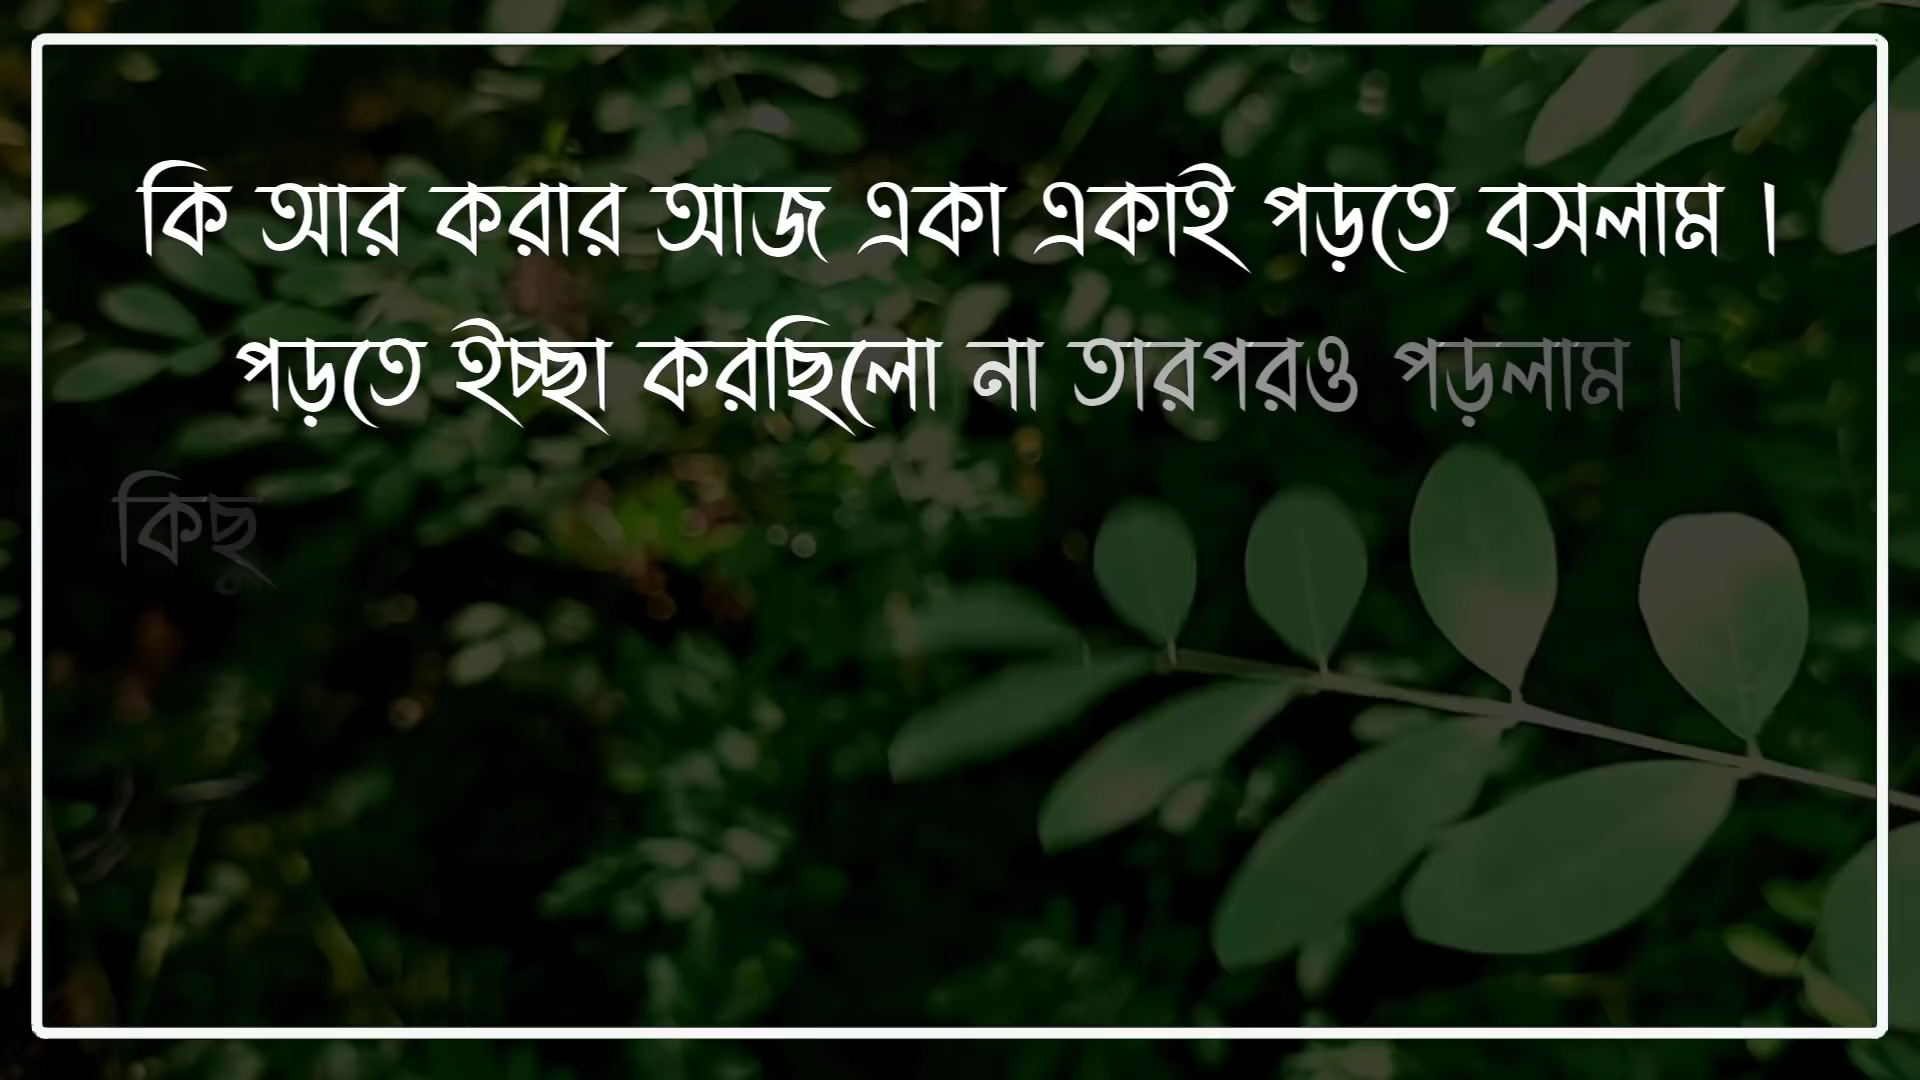 কি আর করার আজ একা একাই পড়তে বসলাম ।
পড়তে ইচ্ছা করছিলো না তারপরও পড়লাম ।
কিছু